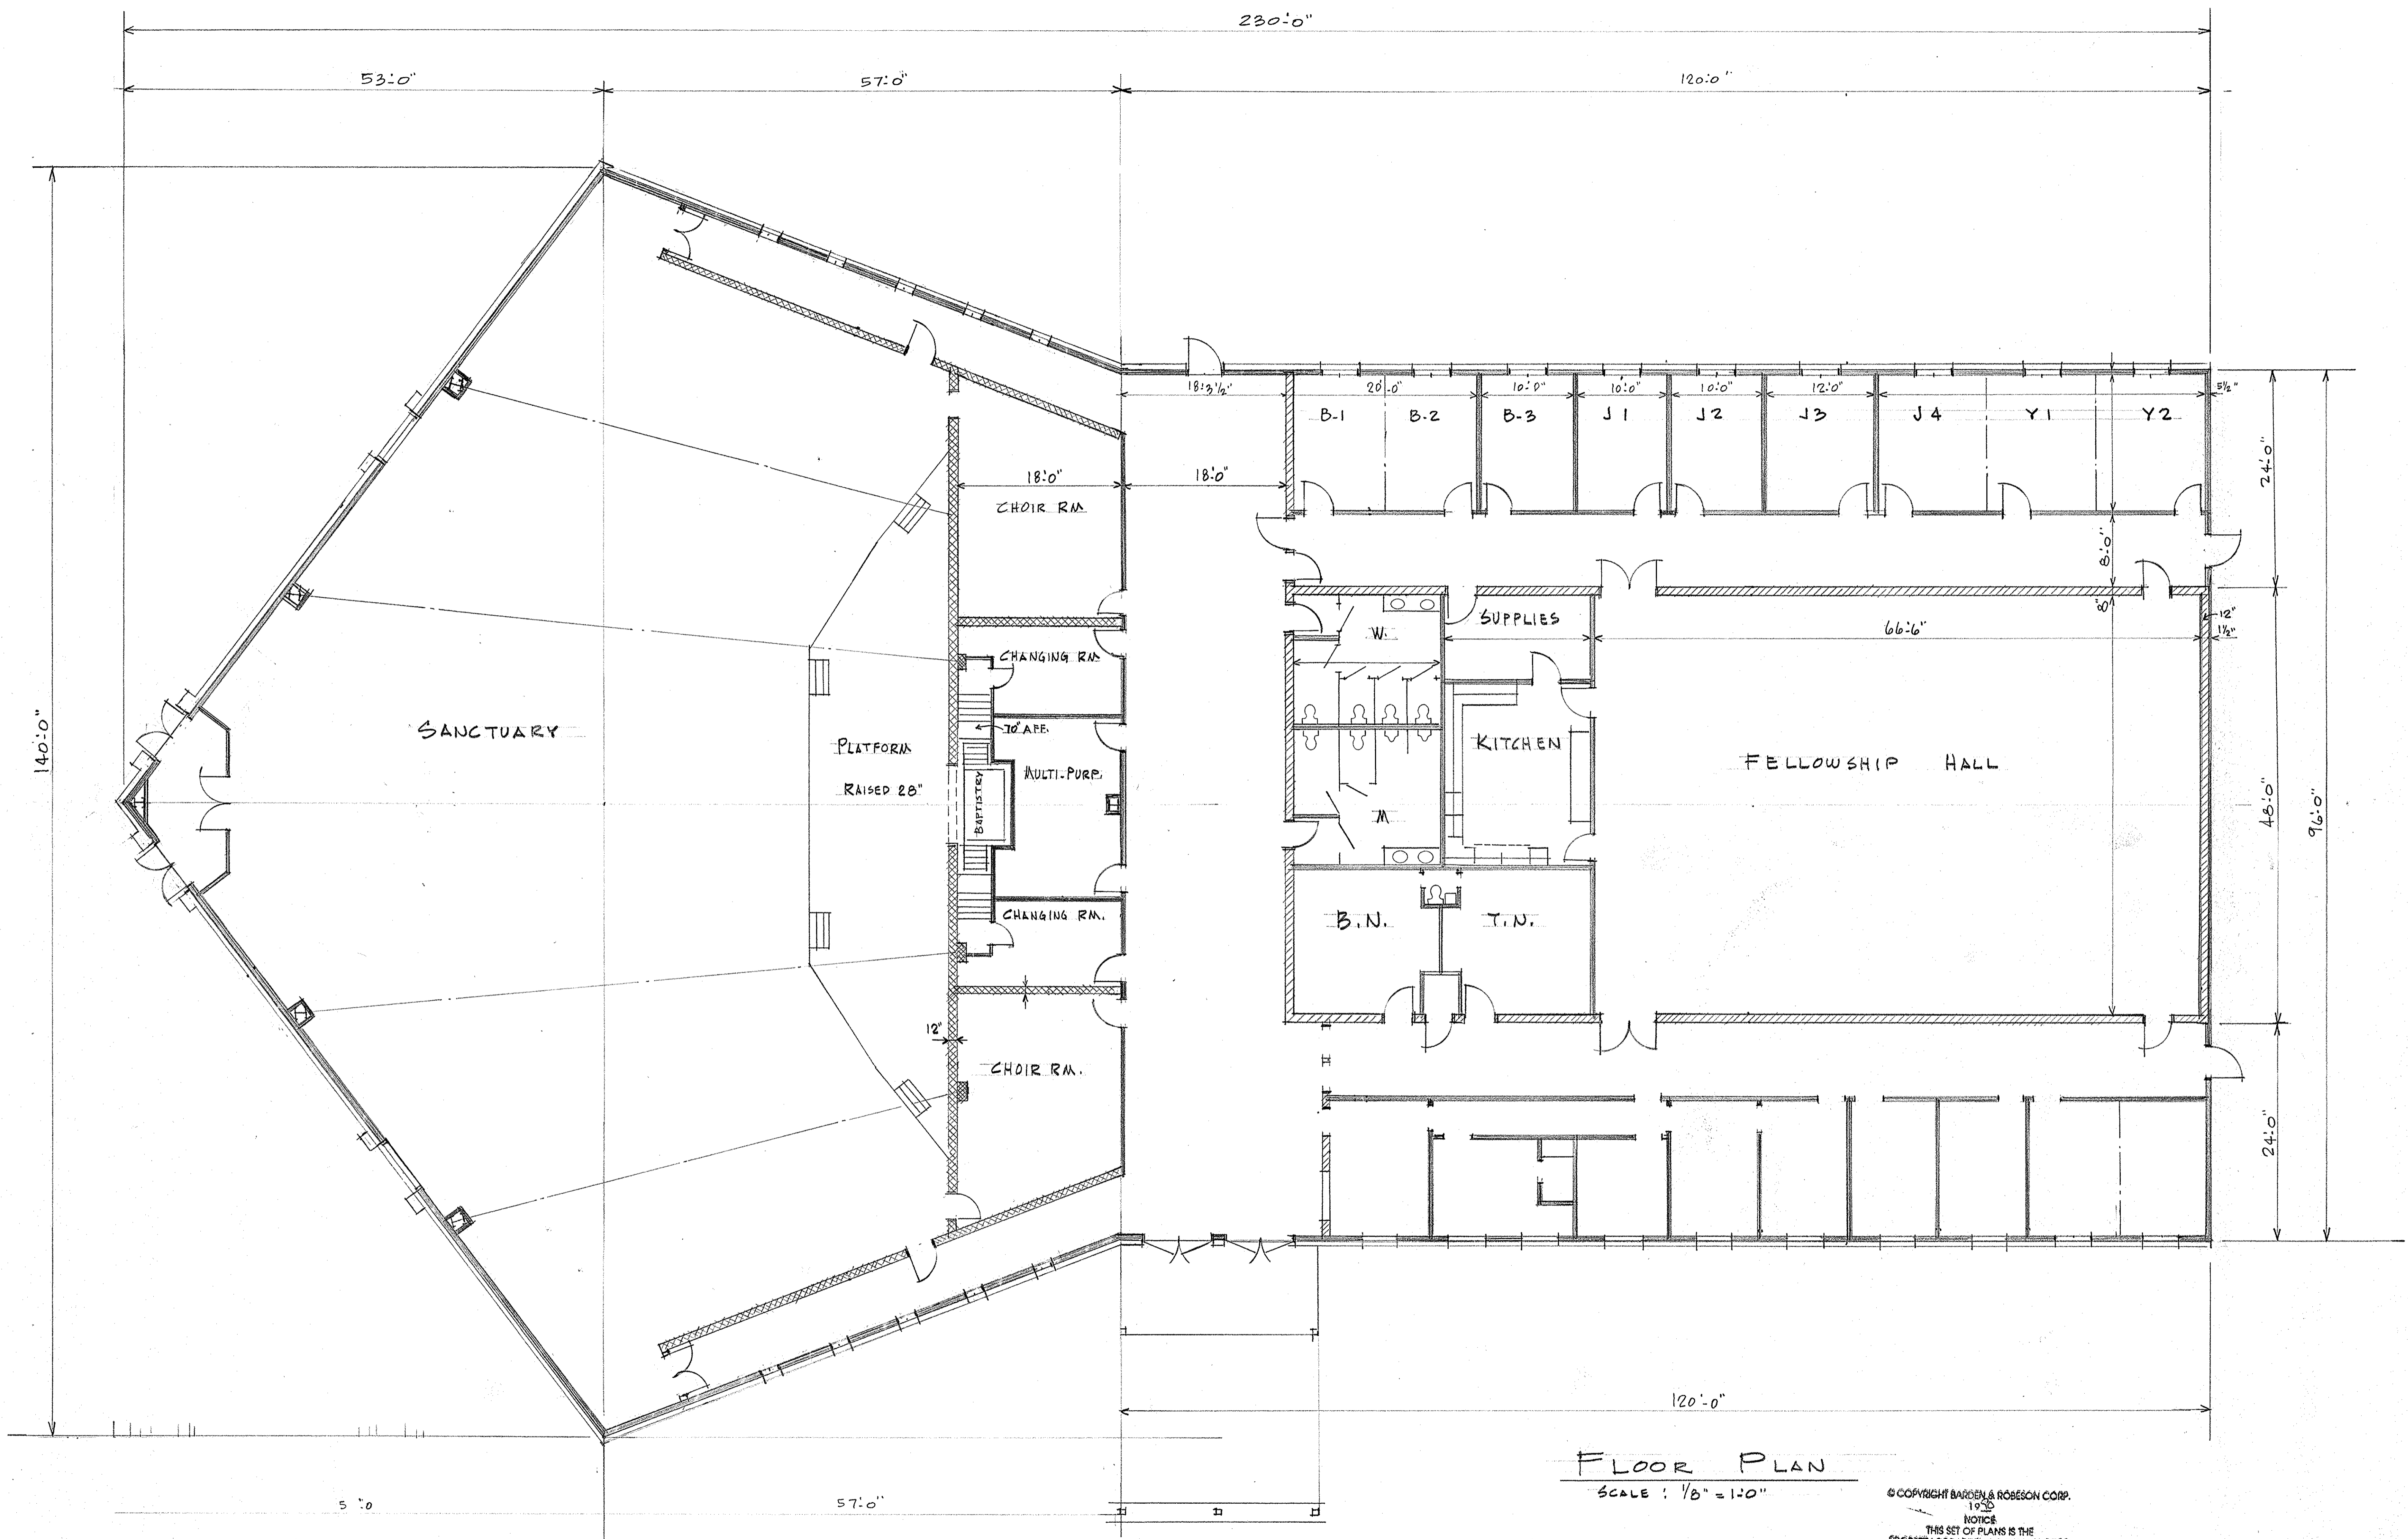 230'-0"
53'-0"
57'-0"
120'-0"
18'-3½"
20'-0"
10'-0"
10'-0"
10'-0"
12'-0"
5½"
B-1
B-2
B-3
J 1
J 2
J 3
J 4
Y 1
Y 2
24'-0"
18'-0"
18'-0"
CHOIR RM
8'-0"
8"
12"
1½"
SUPPLIES
W.
66'-6"
CHANGING RM
SANCTUARY
70" AFF.
PLATFORM
RAISED 28"
MULTI-PURP.
BAPTISTRY
KITCHEN
FELLOWSHIP HALL
140'-0"
48'-0"
96'-0"
M
CHANGING RM.
B.N.
T.N.
12"
CHOIR RM.
24'-0"
120'-0"
FLOOR PLAN
SCALE : 1/8" = 1'-0"
57'-0"
© COPYRIGHT BARDEN & ROBESON CORP.
NOTICE
THIS SET OF PLANS IS THE